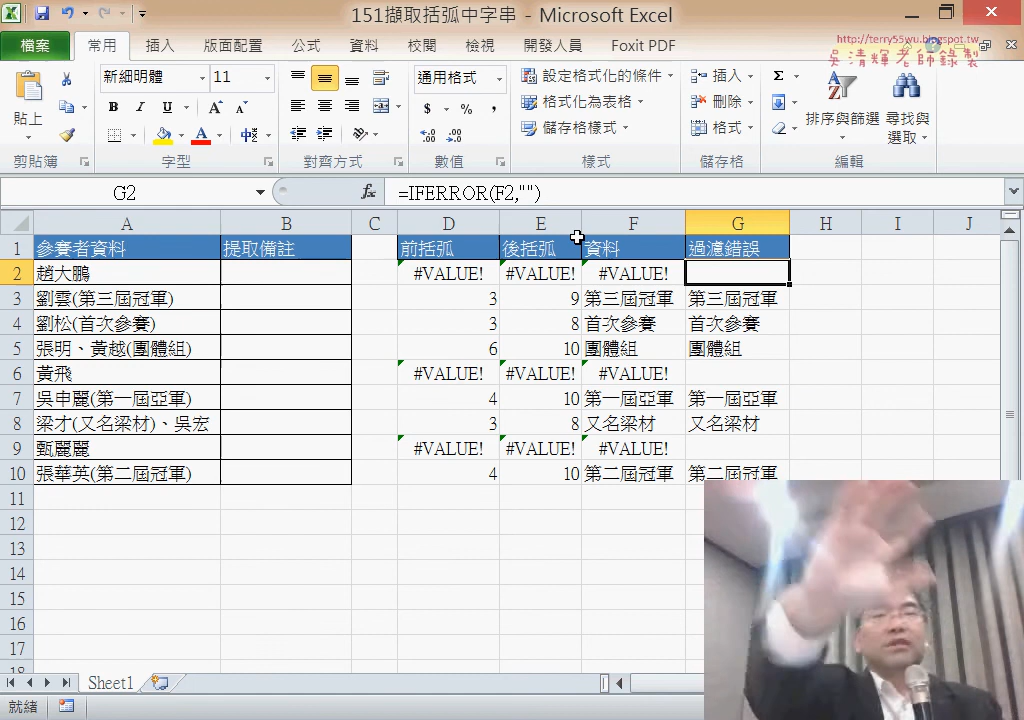 151擷取括弧中字串 - Microsoft Excel
檔案 常用 插入 版面配置 公式 資料 校閱 檢視 開發人員 Foxit PDF
http://terry55wu.blogspot.tw
吳清輝老師錄製
新細明體 11 通用格式 設定格式化的條件 插入 Σ
貼上 B I U A A 格式化為表格 刪除 排序與篩選 尋找與選取
$ % , 儲存格樣式 格式
剪貼簿 字型 對齊方式 數值 樣式 儲存格 編輯
G2 fx =IFERROR(F2,"")
A B C D E F G H I J
1 參賽者資料 提取備註 前括弧 後括弧 資料 過濾錯誤
2 趙大鵬 #VALUE! #VALUE! #VALUE!
3 劉雲(第三屆冠軍) 3 9 第三屆冠軍 第三屆冠軍
4 劉松(首次參賽) 3 8 首次參賽 首次參賽
5 張明、黃越(團體組) 6 10 團體組 團體組
6 黃飛 #VALUE! #VALUE! #VALUE!
7 吳申麗(第一屆亞軍) 4 10 第一屆亞軍 第一屆亞軍
8 梁才(又名梁材)、吳宏 3 8 又名梁材 又名梁材
9 甄麗麗 #VALUE! #VALUE! #VALUE!
10 張華英(第二屆冠軍) 4 10 第二屆冠軍 第二屆冠軍
11
12
13
14
15
16
17
18
Sheet1
就緒